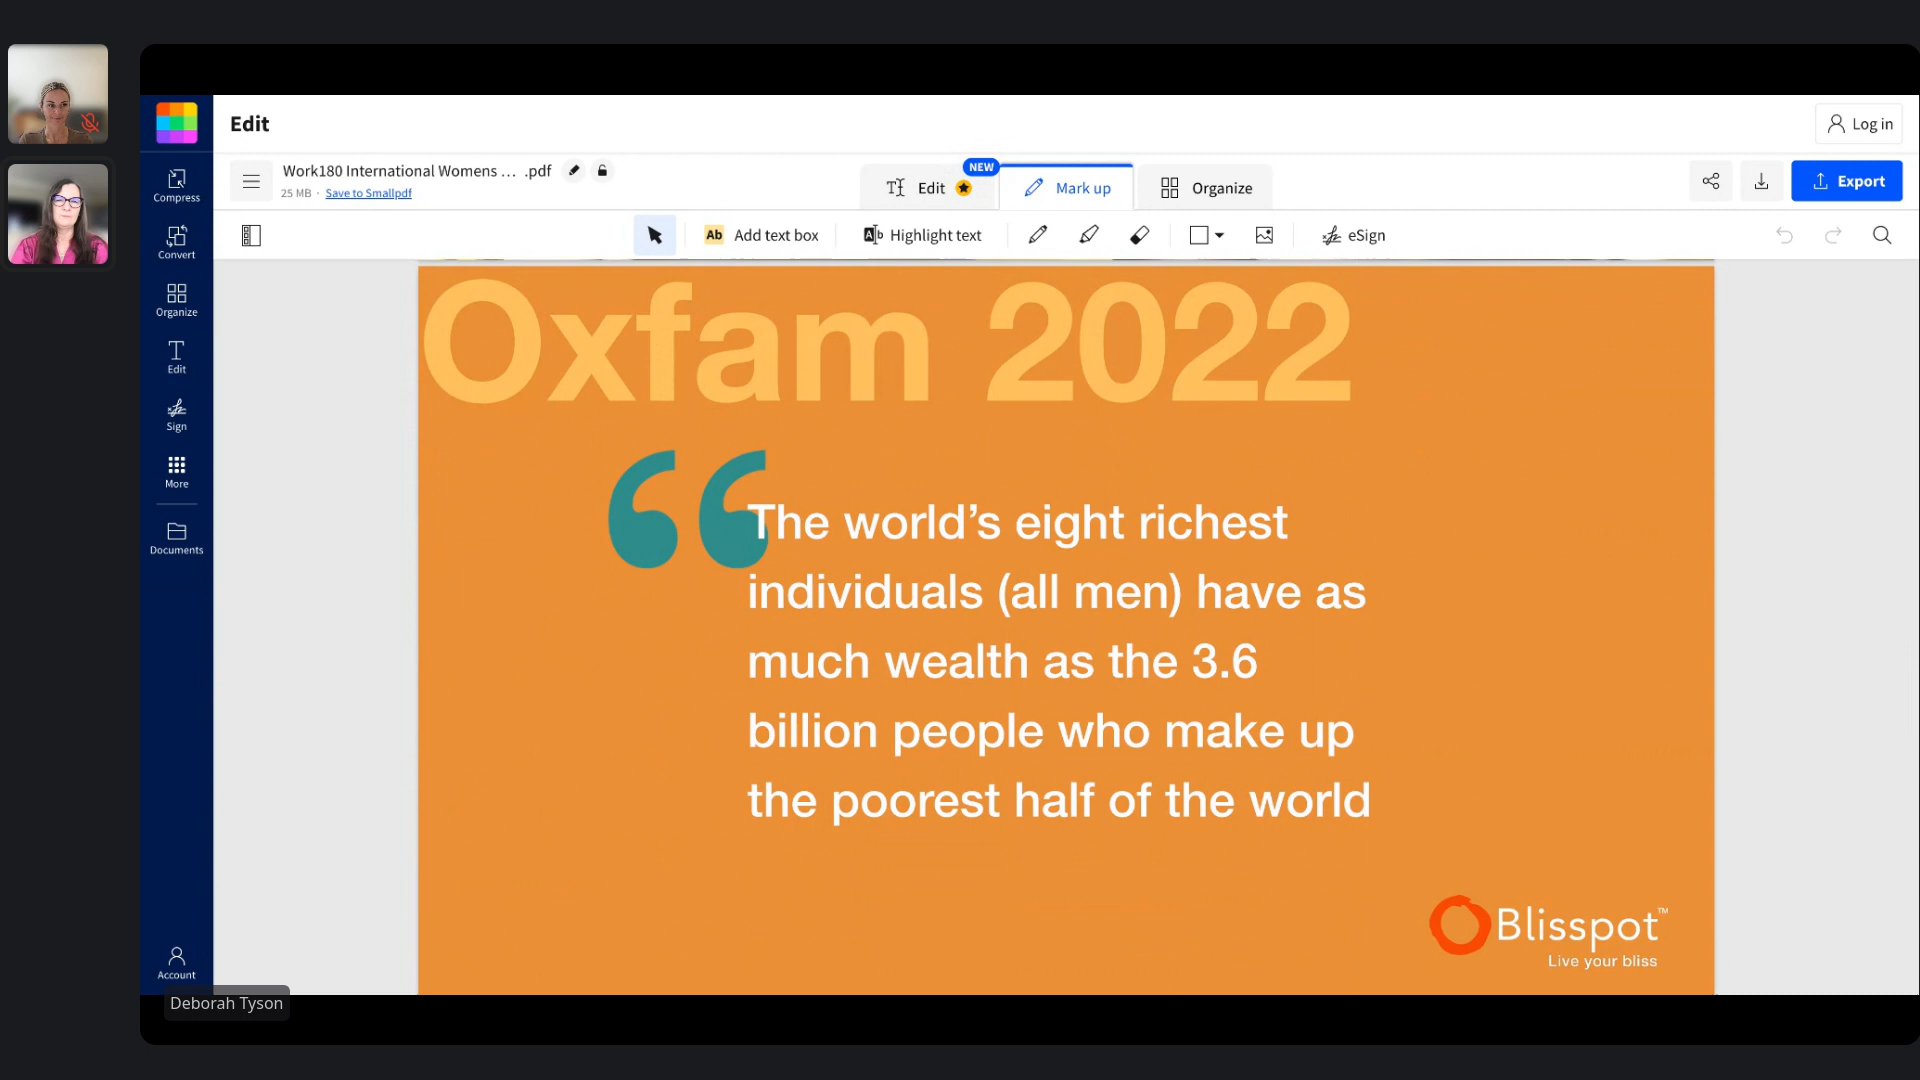 Edit
Log in
Work180 International Womens ... .pdf
25 MB · Save to Smallpdf
Edit
NEW
Mark up
Organize
Export
Ab Add text box
Highlight text
eSign
Compress
Convert
Organize
Edit
Sign
More
Documents
Account
Oxfam 2022
“The world’s eight richest
individuals (all men) have as
much wealth as the 3.6
billion people who make up
the poorest half of the world
Blisspot™
Live your bliss
Deborah Tyson